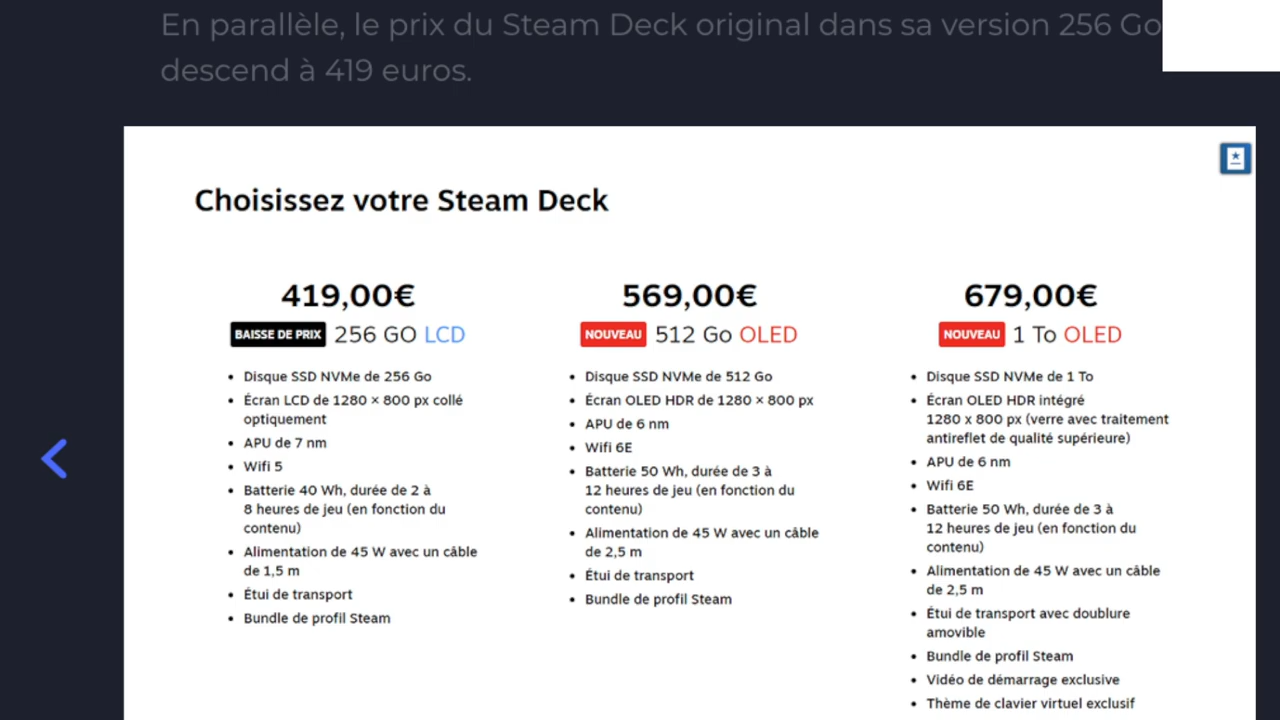 En parallèle, le prix du Steam Deck original dans sa version 256 Go
descend à 419 euros.
Choisissez votre Steam Deck
419,00€
BAISSE DE PRIX 256 GO LCD
• Disque SSD NVMe de 256 Go
• Écran LCD de 1280 × 800 px collé
optiquement
• APU de 7 nm
• Wifi 5
• Batterie 40 Wh, durée de 2 à
8 heures de jeu (en fonction du
contenu)
• Alimentation de 45 W avec un câble
de 1,5 m
• Étui de transport
• Bundle de profil Steam
569,00€
NOUVEAU 512 Go OLED
• Disque SSD NVMe de 512 Go
• Écran OLED HDR de 1280 × 800 px
• APU de 6 nm
• Wifi 6E
• Batterie 50 Wh, durée de 3 à
12 heures de jeu (en fonction du
contenu)
• Alimentation de 45 W avec un câble
de 2,5 m
• Étui de transport
• Bundle de profil Steam
679,00€
NOUVEAU 1 To OLED
• Disque SSD NVMe de 1 To
• Écran OLED HDR intégré
1280 x 800 px (verre avec traitement
antireflet de qualité supérieure)
• APU de 6 nm
• Wifi 6E
• Batterie 50 Wh, durée de 3 à
12 heures de jeu (en fonction du
contenu)
• Alimentation de 45 W avec un câble
de 2,5 m
• Étui de transport avec doublure
amovible
• Bundle de profil Steam
• Vidéo de démarrage exclusive
• Thème de clavier virtuel exclusif